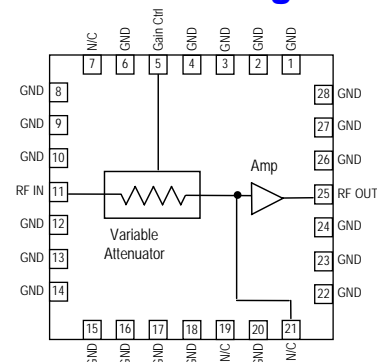 N/C GND Gain Ctrl GND GND GND GND
7 6 5 4 3 2 1
GND 8
GND 9
GND 10
RF IN 11
GND 12
GND 13
GND 14
Variable
Attenuator
Amp
28 GND
27 GND
26 GND
25 RF OUT
24 GND
23 GND
22 GND
15 16 17 18 19 20 21
GND GND GND GND N/C GND N/C